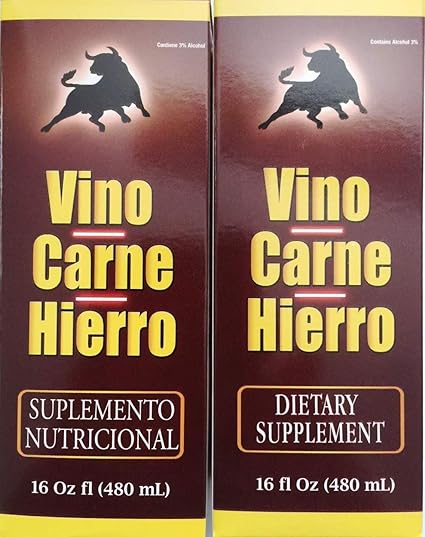 Contiene 3% Alcohol
Vino
Carne
Hierro
SUPLEMENTO
NUTRICIONAL
16 Oz fl (480 mL)
Contains Alcohol 3%
Vino
Carne
Hierro
DIETARY
SUPPLEMENT
16 fl Oz (480 mL)